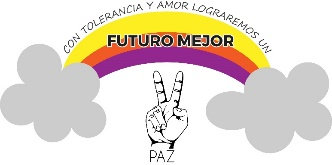 CON TOLERANCIA Y AMOR LOGRAREMOS UN
FUTURO MEJOR
PAZ